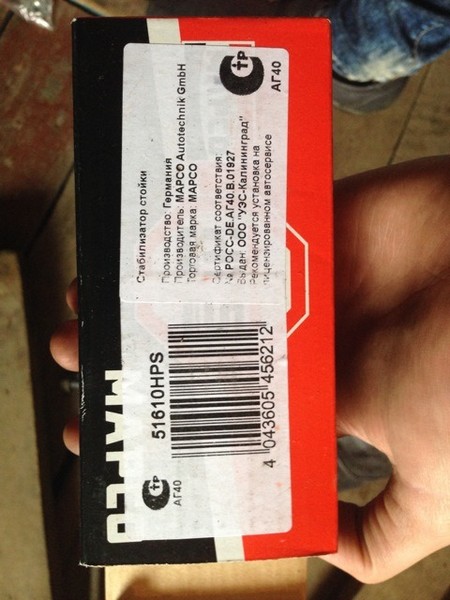 Стабилизатор стойки
Производство: Германия
Производитель: MAPCO Autotechnik GmbH
Торговая марка: MAPCO
Сертификат соответствия:
№ РОСС-DE.АГ40.В.01927
Выдан: ООО "УЭС-Калининград"
Рекомендуется установка на
лицензированном автосервисе
АГ40
51610HPS
4 043605 456212
АГ40
MAPCO